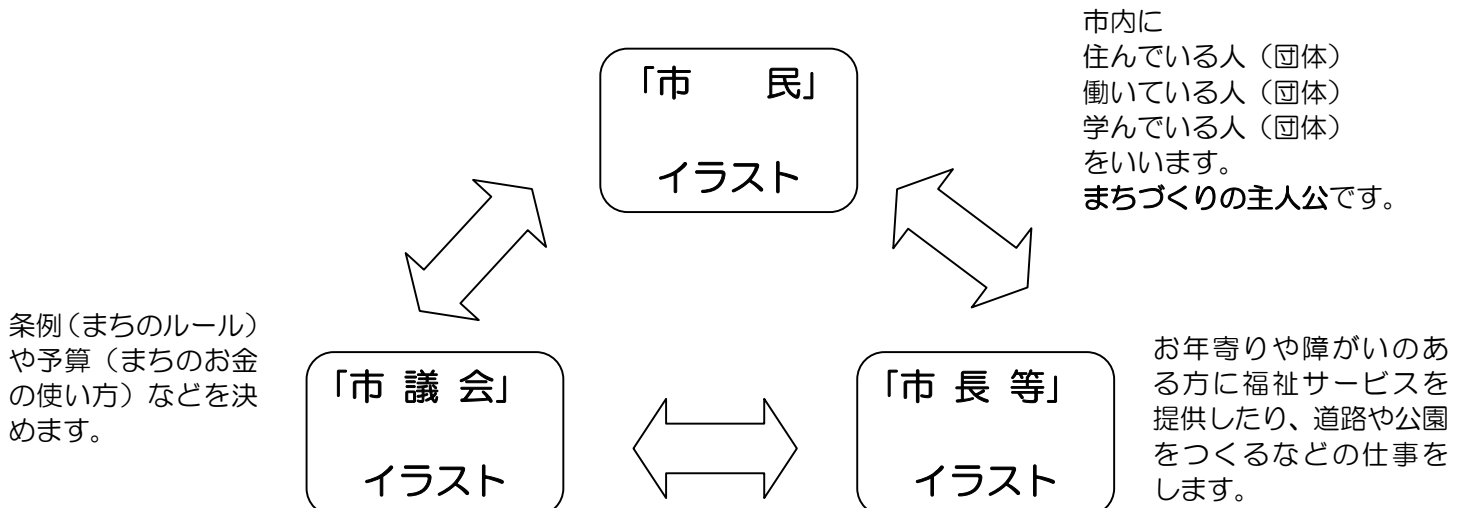 市内に
住んでいる人（団体）
働いている人（団体）
学んでいる人（団体）
をいいます。
まちづくりの主人公です。
「市　　民」
イラスト
条例（まちのルール）
や予算（まちのお金
の使い方）などを決
めます。
「市 議 会」
イラスト
「市 長 等」
イラスト
お年寄りや障がいのあ
る方に福祉サービスを
提供したり、道路や公園
をつくるなどの仕事を
します。